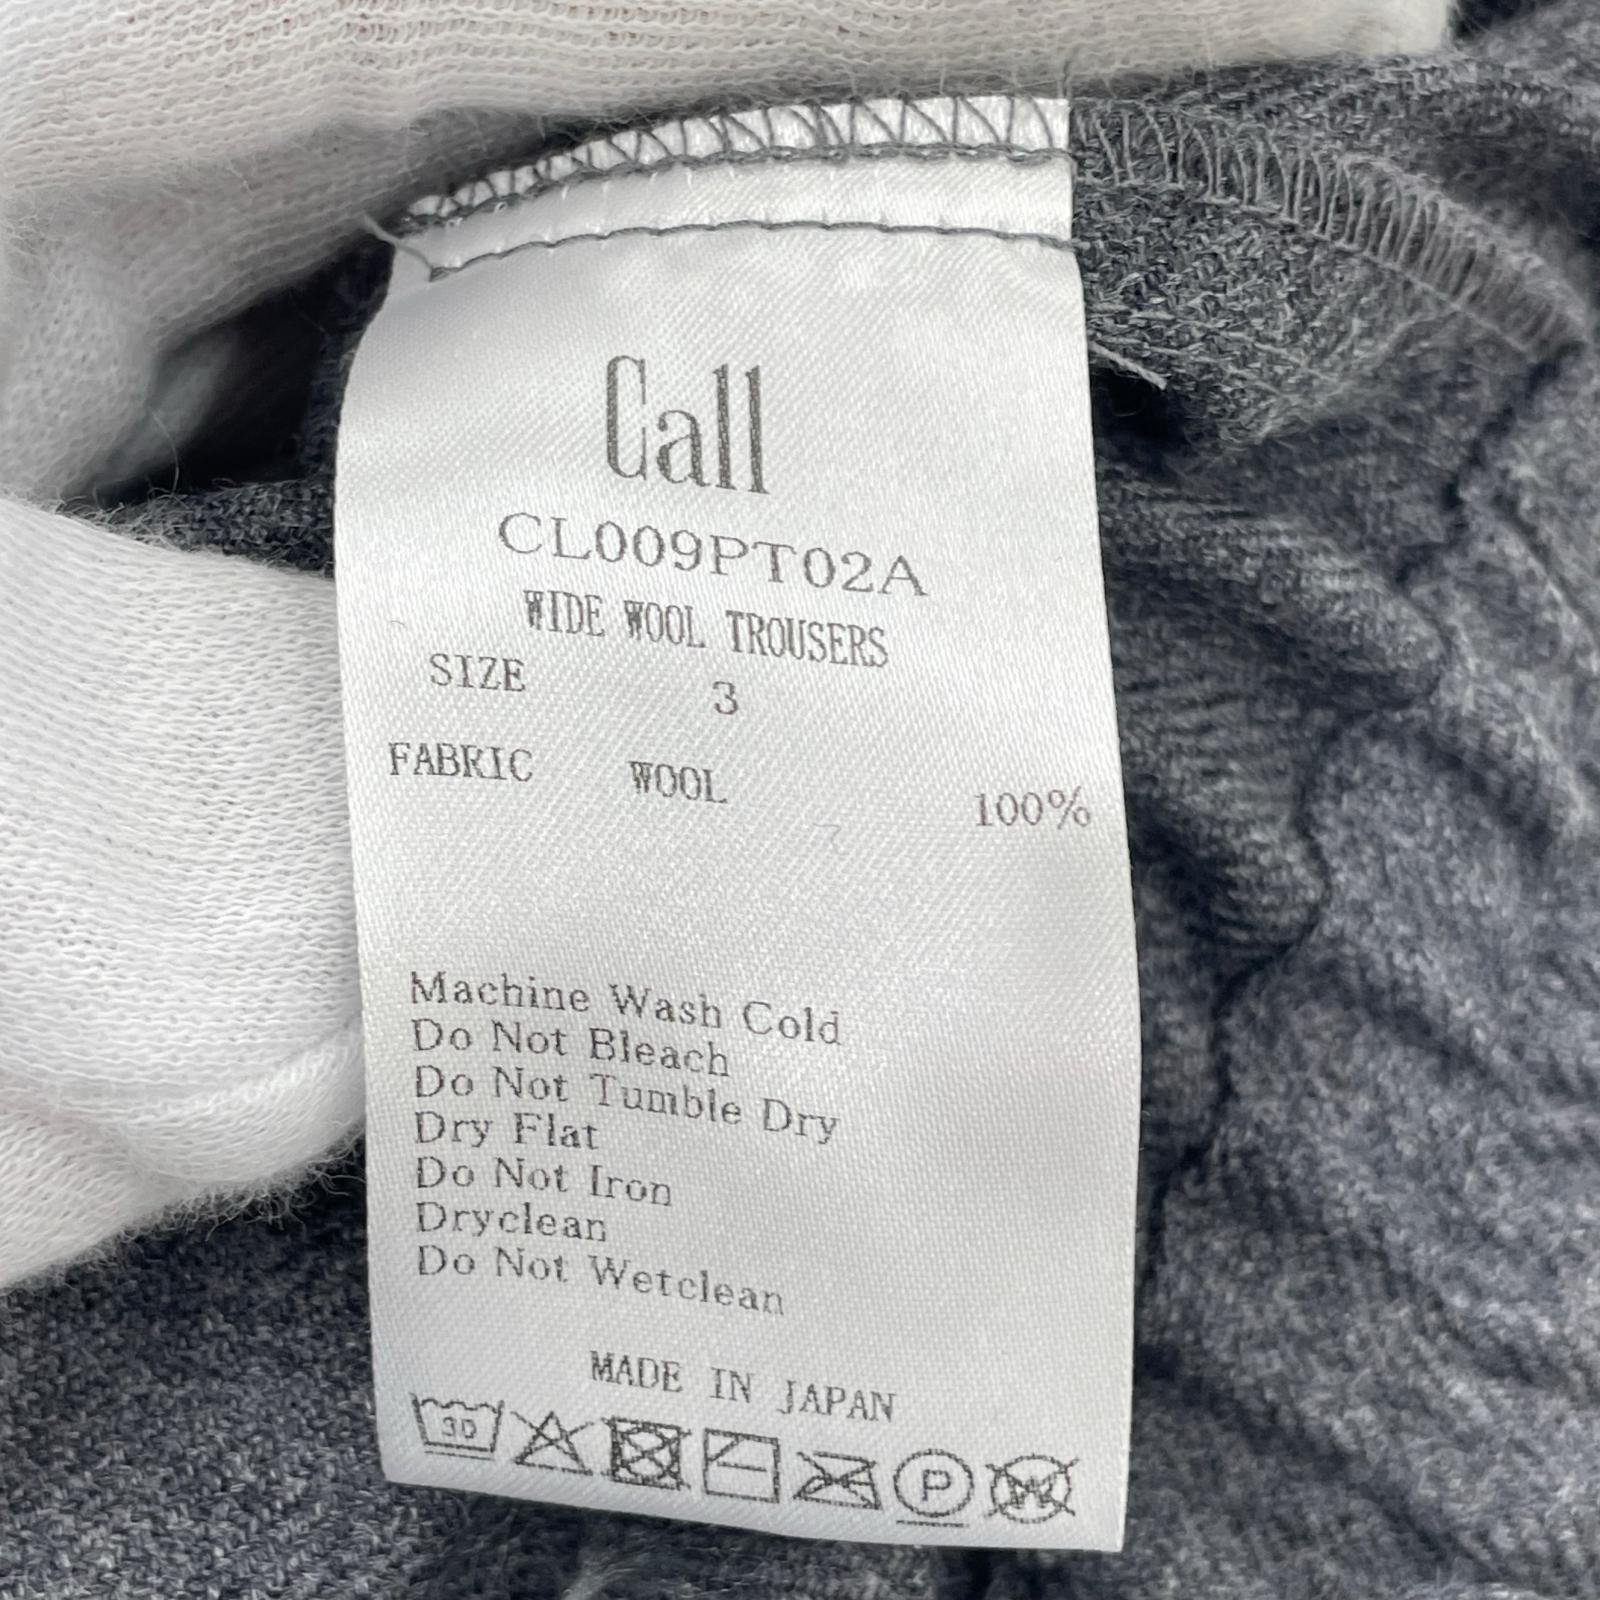 Call
CL009PT02A
WIDE WOOL TROUSERS
SIZE 3
FABRIC WOOL 100%
Machine Wash Cold
Do Not Bleach
Do Not Tumble Dry
Dry Flat
Do Not Iron
Dryclean
Do Not Wetclean
MADE IN JAPAN
30 P W